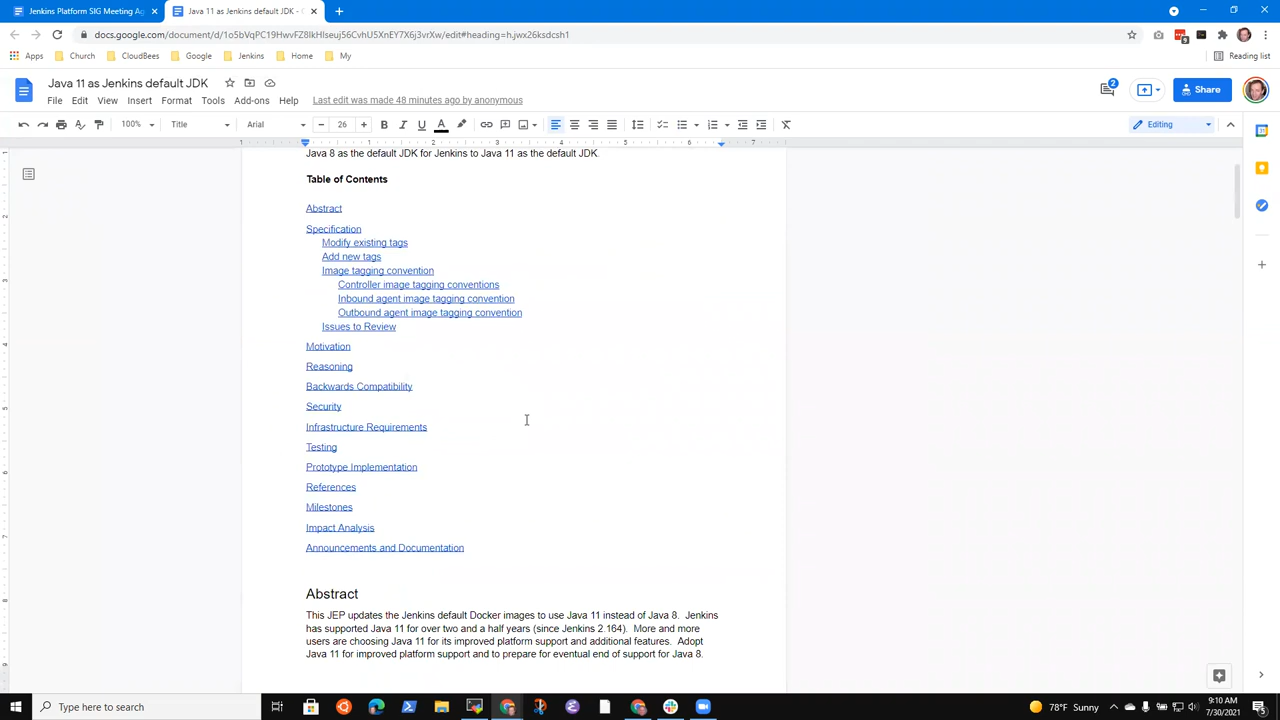 Jenkins Platform SIG Meeting Ag
Java 11 as Jenkins default JDK - G
docs.google.com/document/d/1o5bVqPC19HwvFZ8IkHlseuj56CvhU5XnEY7X6j3vrXw/edit#heading=h.jwx26ksdcsh1
Apps
Church
CloudBees
Google
Jenkins
Home
My
Reading list
Java 11 as Jenkins default JDK
File
Edit
View
Insert
Format
Tools
Add-ons
Help
Last edit was made 48 minutes ago by anonymous
2
Share
100%
Title
Arial
26
Editing
Java 8 as the default JDK for Jenkins to Java 11 as the default JDK.
Table of Contents
Abstract
Specification
Modify existing tags
Add new tags
Image tagging convention
Controller image tagging conventions
Inbound agent image tagging convention
Outbound agent image tagging convention
Issues to Review
Motivation
Reasoning
Backwards Compatibility
Security
Infrastructure Requirements
Testing
Prototype Implementation
References
Milestones
Impact Analysis
Announcements and Documentation
Abstract
This JEP updates the Jenkins default Docker images to use Java 11 instead of Java 8. Jenkins
has supported Java 11 for over two and a half years (since Jenkins 2.164). More and more
users are choosing Java 11 for its improved platform support and additional features. Adopt
Java 11 for improved platform support and to prepare for eventual end of support for Java 8.
Type here to search
78°F Sunny
9:10 AM
7/30/2021